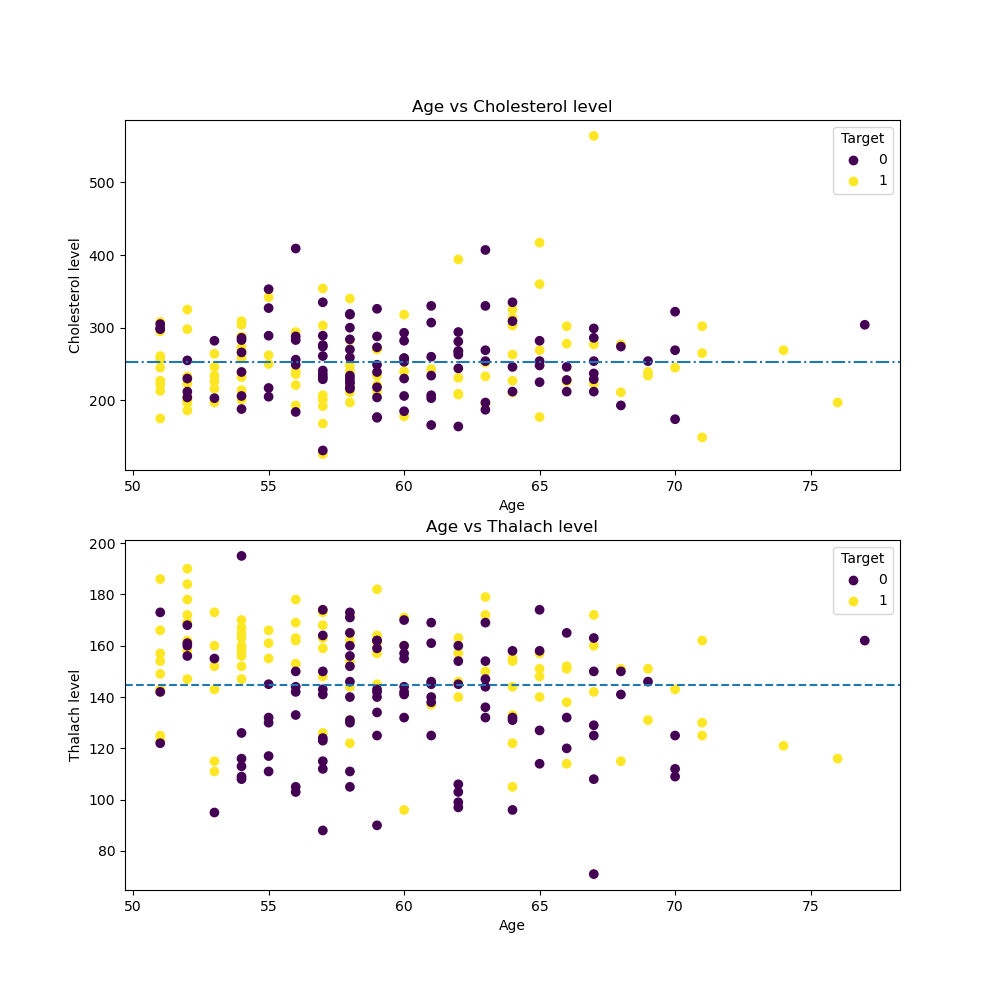 Age vs Cholesterol level
Target
0
1
500
400
300
200
Cholesterol level
50 55 60 65 70 75
Age
Age vs Thalach level
Target
0
1
200
180
160
140
120
100
80
Thalach level
50 55 60 65 70 75
Age